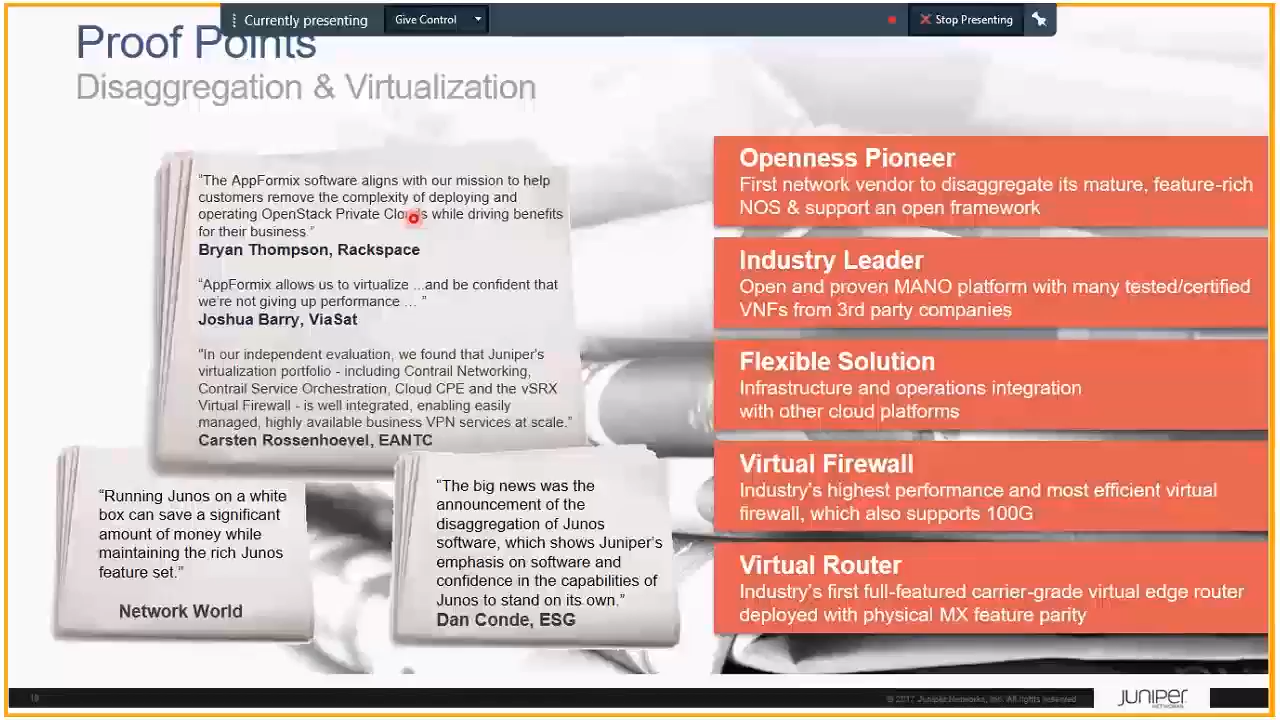 Currently presenting
Give Control
Stop Presenting
Proof Points
Disaggregation & Virtualization
“The AppFormix software aligns with our mission to help
customers remove the complexity of deploying and
operating OpenStack Private Clouds while driving benefits
for their business.”
Bryan Thompson, Rackspace
“AppFormix allows us to virtualize ...and be confident that
we’re not giving up performance ... ”
Joshua Barry, ViaSat
"In our independent evaluation, we found that Juniper's
virtualization portfolio - including Contrail Networking,
Contrail Service Orchestration, Cloud CPE and the vSRX
Virtual Firewall - is well integrated, enabling easily
managed, highly available business VPN services at scale.”
Carsten Rossenhoevel, EANTC
“Running Junos on a white
box can save a significant
amount of money while
maintaining the rich Junos
feature set.”
Network World
“The big news was the
announcement of the
disaggregation of Junos
software, which shows Juniper’s
emphasis on software and
confidence in the capabilities of
Junos to stand on its own.”
Dan Conde, ESG
Openness Pioneer
First network vendor to disaggregate its mature, feature-rich
NOS & support an open framework
Industry Leader
Open and proven MANO platform with many tested/certified
VNFs from 3rd party companies
Flexible Solution
Infrastructure and operations integration
with other cloud platforms
Virtual Firewall
Industry’s highest performance and most efficient virtual
firewall, which also supports 100G
Virtual Router
Industry’s first full-featured carrier-grade virtual edge router
deployed with physical MX feature parity
© 2017 Juniper Networks, Inc. All rights reserved
JUNIPER
NETWORKS